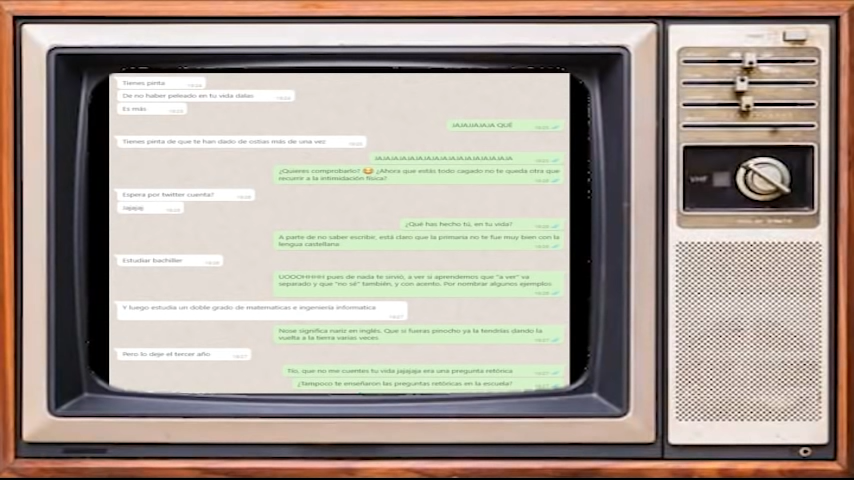 Tienes pinta
De no haber peleado en tu vida dalas
Es más
JAJAJJAJAJA QUÉ
Tienes pinta de que te han dado de ostias más de una vez
JAJAJAJAJAJAJAJAJAJAJAJAJAJAJAJA
¿Quieres comprobarlo? 😏 ¿Ahora que estás todo cagado no te queda otra que
recurrir a la intimidación física?
Espera por twitter cuenta?
Jajajaj
¿Qué has hecho tú, en tu vida?
A parte de no saber escribir, está claro que la primaria no te fue muy bien con la
lengua castellana
Estudiar bachiller
UOOOHHHH pues de nada te sirvió, a ver si aprendemos que "a ver" va
separado y que "no sé" también, y con acento. Por nombrar algunos ejemplos
Y luego estudia un doble grado de matematicas e ingenieria informatica
Nose significa nariz en inglés. Que si fueras pinocho ya la tendrías dando la
vuelta a la tierra varias veces
Pero lo deje el tercer año
Tío, que no me cuentes tu vida jajajaja era una pregunta retórica
¿Tampoco te enseñaron las preguntas retóricas en la escuela?
VHF